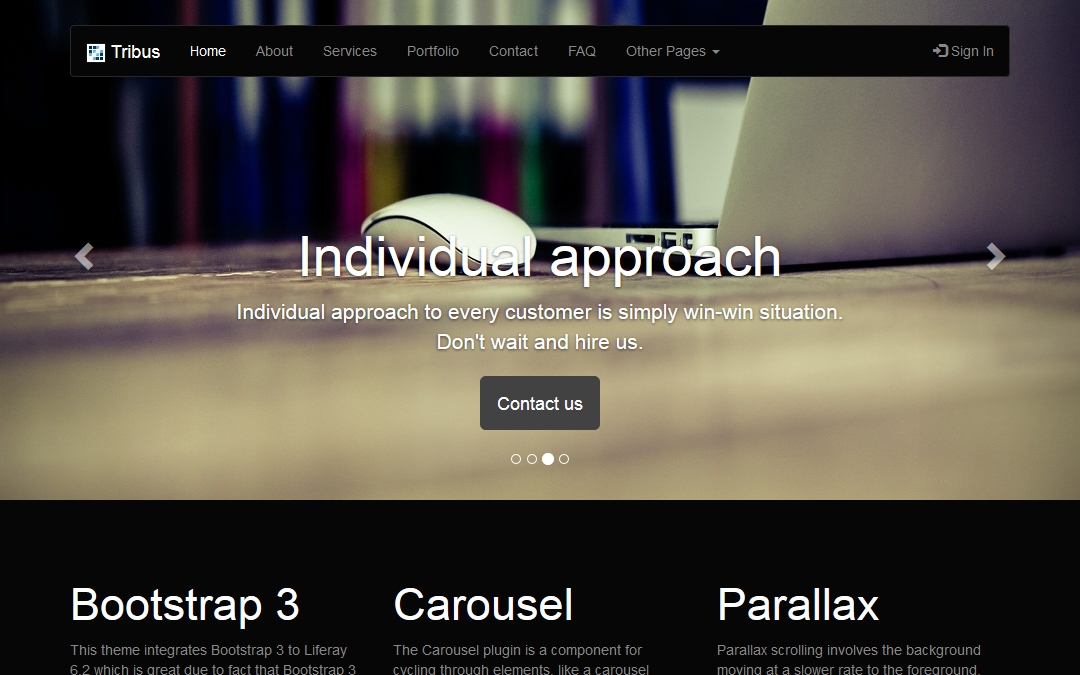 Tribus
Home
About
Services
Portfolio
Contact
FAQ
Other Pages
Sign In
Individual approach
Individual approach to every customer is simply win-win situation.
Don't wait and hire us.
Contact us
Bootstrap 3
This theme integrates Bootstrap 3 to Liferay
6.2 which is great due to fact that Bootstrap 3
Carousel
The Carousel plugin is a component for
cycling through elements, like a carousel
Parallax
Parallax scrolling involves the background
moving at a slower rate to the foreground,